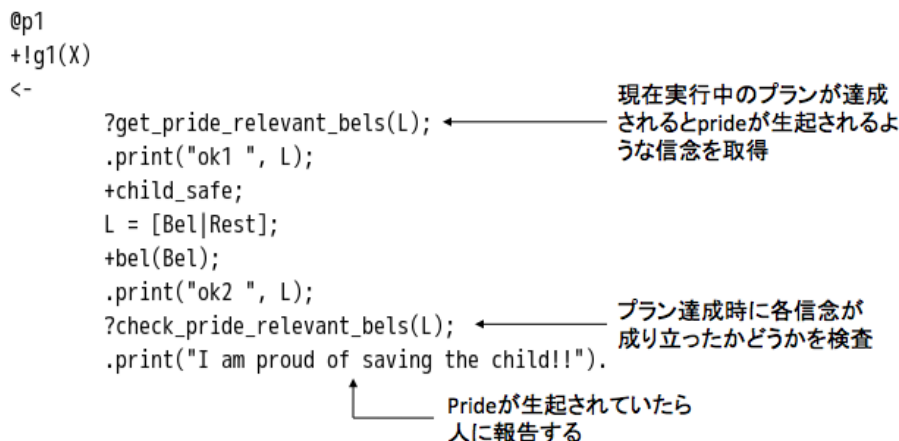 @p1
+!g1(X)
<-
?get_pride_relevant_bels(L);
.print("ok1 ", L);
+child_safe;
L = [Bel|Rest];
+bel(Bel);
.print("ok2 ", L);
?check_pride_relevant_bels(L);
.print("I am proud of saving the child!!").
現在実行中のプランが達成
されるとprideが生起されるよ
うな信念を取得
プラン達成時に各信念が
成り立ったかどうかを検査
Prideが生起されていたら
人に報告する